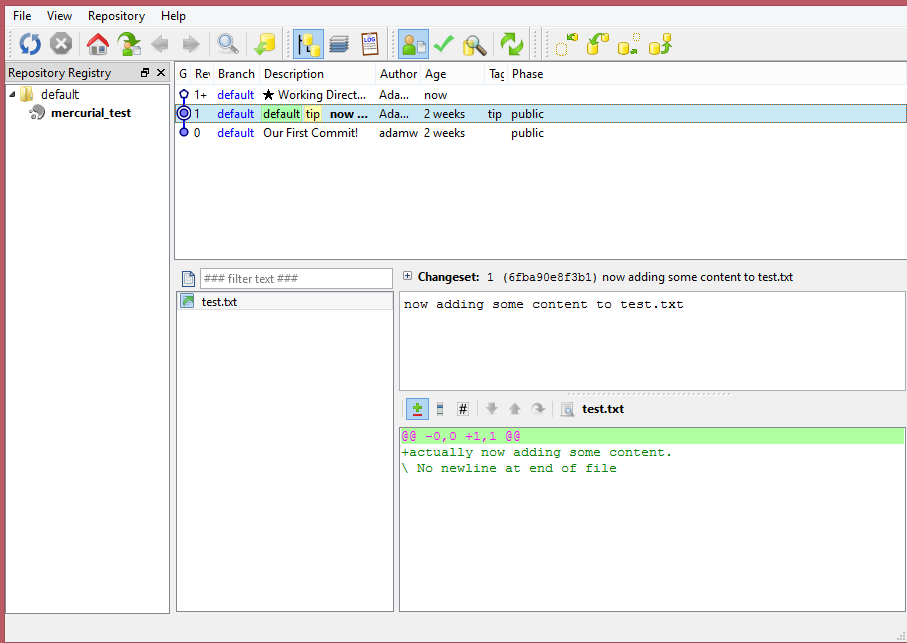 File View Repository Help
LOG
Repository Registry
default
mercurial_test
G Rev Branch Description Author Age Tag Phase
1+ default ★ Working Direct... Ada... now
1 default default tip now ... Ada... 2 weeks tip public
0 default Our First Commit! adamw 2 weeks public
### filter text ###
test.txt
Changeset: 1 (6fba90e8f3b1) now adding some content to test.txt
now adding some content to test.txt
# test.txt
@@ -0,0 +1,1 @@
+actually now adding some content.
\ No newline at end of file